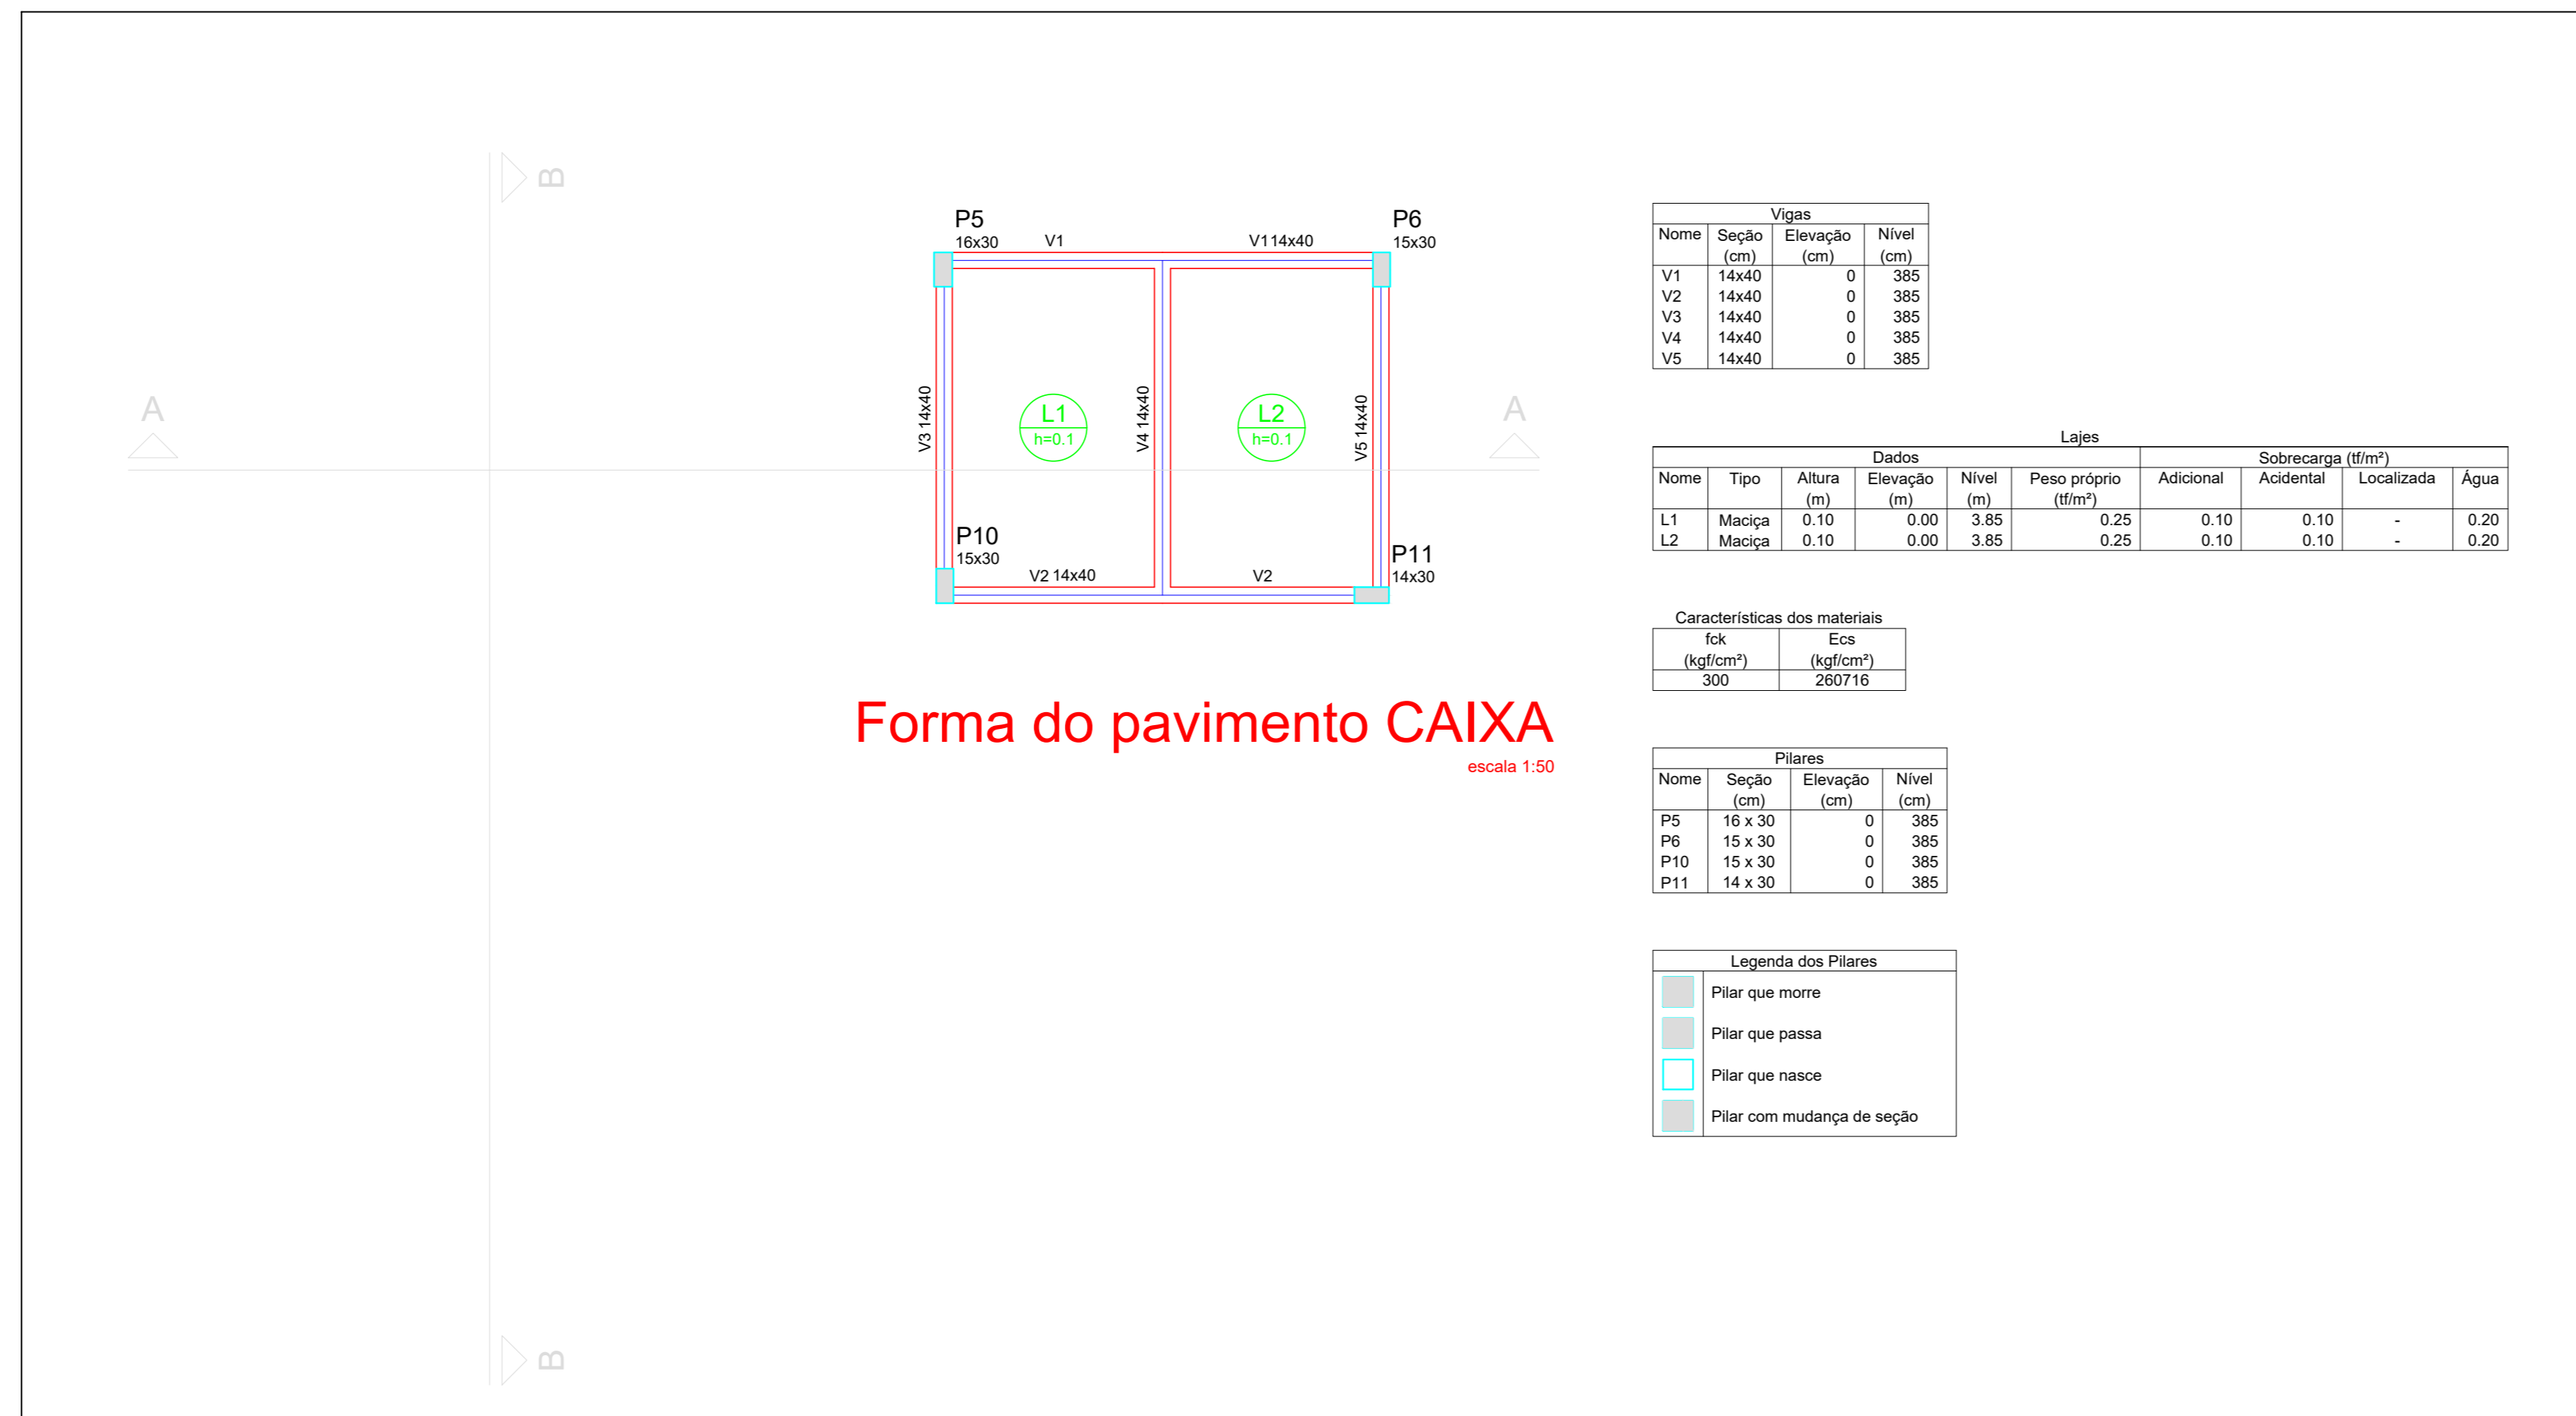 B
P5
16x30
V1
V1 14x40
P6
15x30
A
A
V3 14x40
L1
h=0.1
V4 14x40
L2
h=0.1
V5 14x40
P10
15x30
V2 14x40
V2
P11
14x30
Forma do pavimento CAIXA
escala 1:50
B
Vigas
Nome Seção Elevação Nível
(cm) (cm) (cm)
V1 14x40 0 385
V2 14x40 0 385
V3 14x40 0 385
V4 14x40 0 385
V5 14x40 0 385
Lajes
Dados Sobrecarga (tf/m²)
Nome Tipo Altura Elevação Nível Peso próprio Adicional Acidental Localizada Água
(m) (m) (m) (tf/m²)
L1 Maciça 0.10 0.00 3.85 0.25 0.10 0.10 - 0.20
L2 Maciça 0.10 0.00 3.85 0.25 0.10 0.10 - 0.20
Características dos materiais
fck Ecs
(kgf/cm²) (kgf/cm²)
300 260716
Pilares
Nome Seção Elevação Nível
(cm) (cm) (cm)
P5 16 x 30 0 385
P6 15 x 30 0 385
P10 15 x 30 0 385
P11 14 x 30 0 385
Legenda dos Pilares
Pilar que morre
Pilar que passa
Pilar que nasce
Pilar com mudança de seção